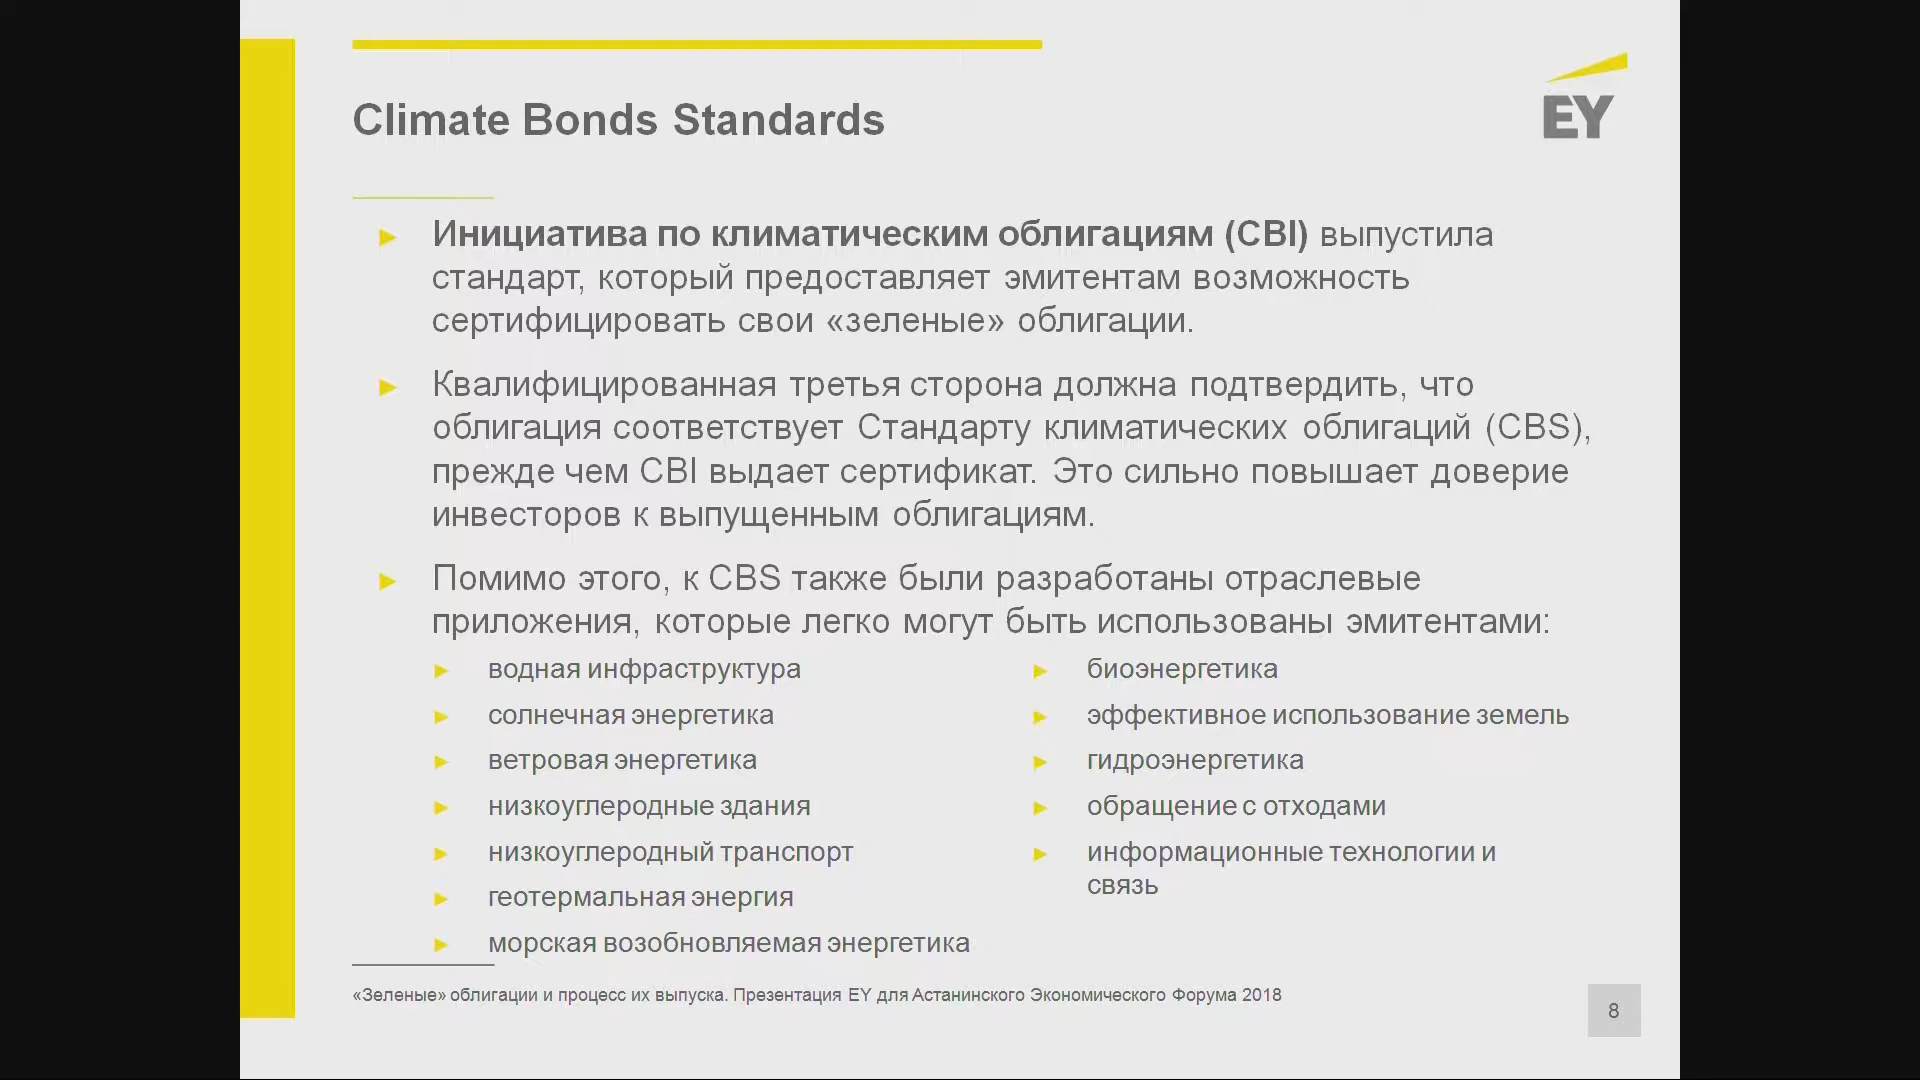 Climate Bonds Standards
EY
Инициатива по климатическим облигациям (CBI) выпустила
стандарт, который предоставляет эмитентам возможность
сертифицировать свои «зеленые» облигации.
Квалифицированная третья сторона должна подтвердить, что
облигация соответствует Стандарту климатических облигаций (CBS),
прежде чем CBI выдает сертификат. Это сильно повышает доверие
инвесторов к выпущенным облигациям.
Помимо этого, к CBS также были разработаны отраслевые
приложения, которые легко могут быть использованы эмитентами:
водная инфраструктура
солнечная энергетика
ветровая энергетика
низкоуглеродные здания
низкоуглеродный транспорт
геотермальная энергия
морская возобновляемая энергетика
биоэнергетика
эффективное использование земель
гидроэнергетика
обращение с отходами
информационные технологии и
связь
«Зеленые» облигации и процесс их выпуска. Презентация EY для Астанинского Экономического Форума 2018
8